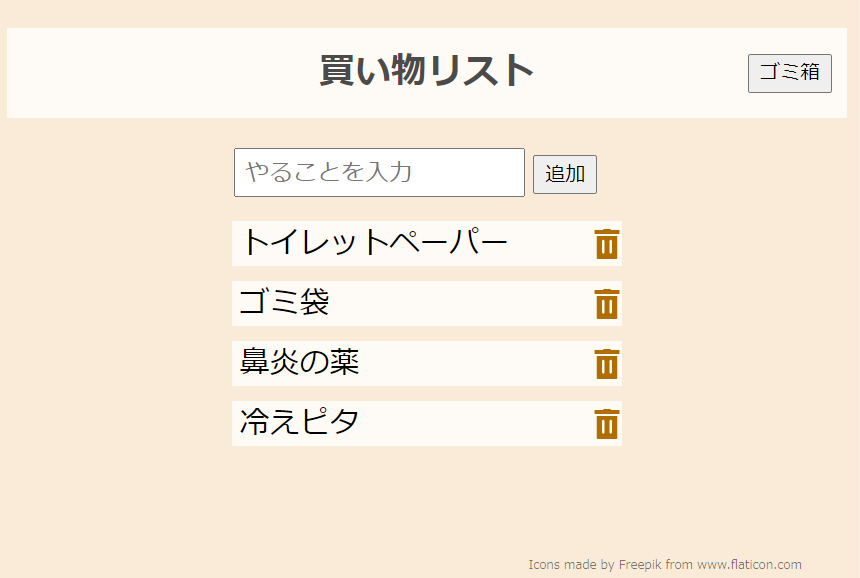 買い物リスト
ゴミ箱
やることを入力
追加
トイレットペーパー
ゴミ袋
鼻炎の薬
冷えピタ
Icons made by Freepik from www.flaticon.com